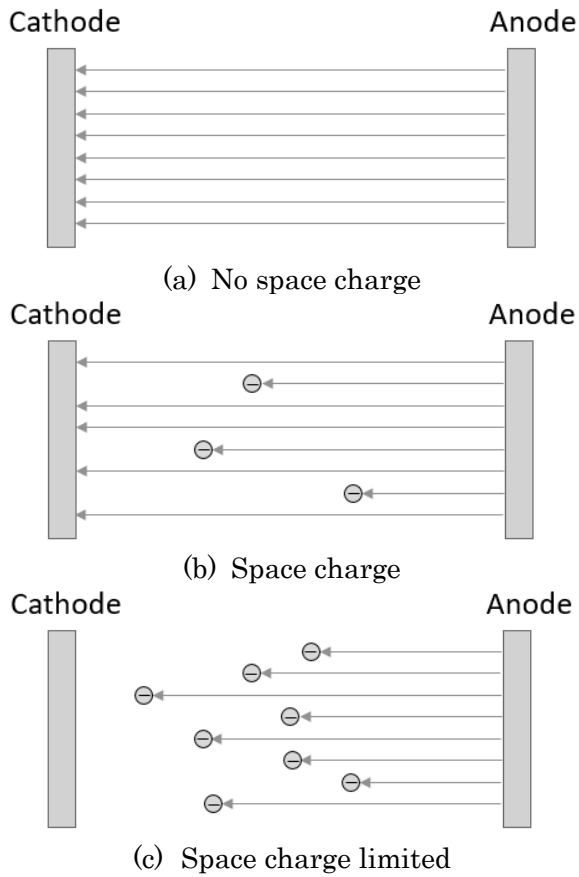 Cathode Anode
(a) No space charge
Cathode Anode
(b) Space charge
Cathode Anode
(c) Space charge limited